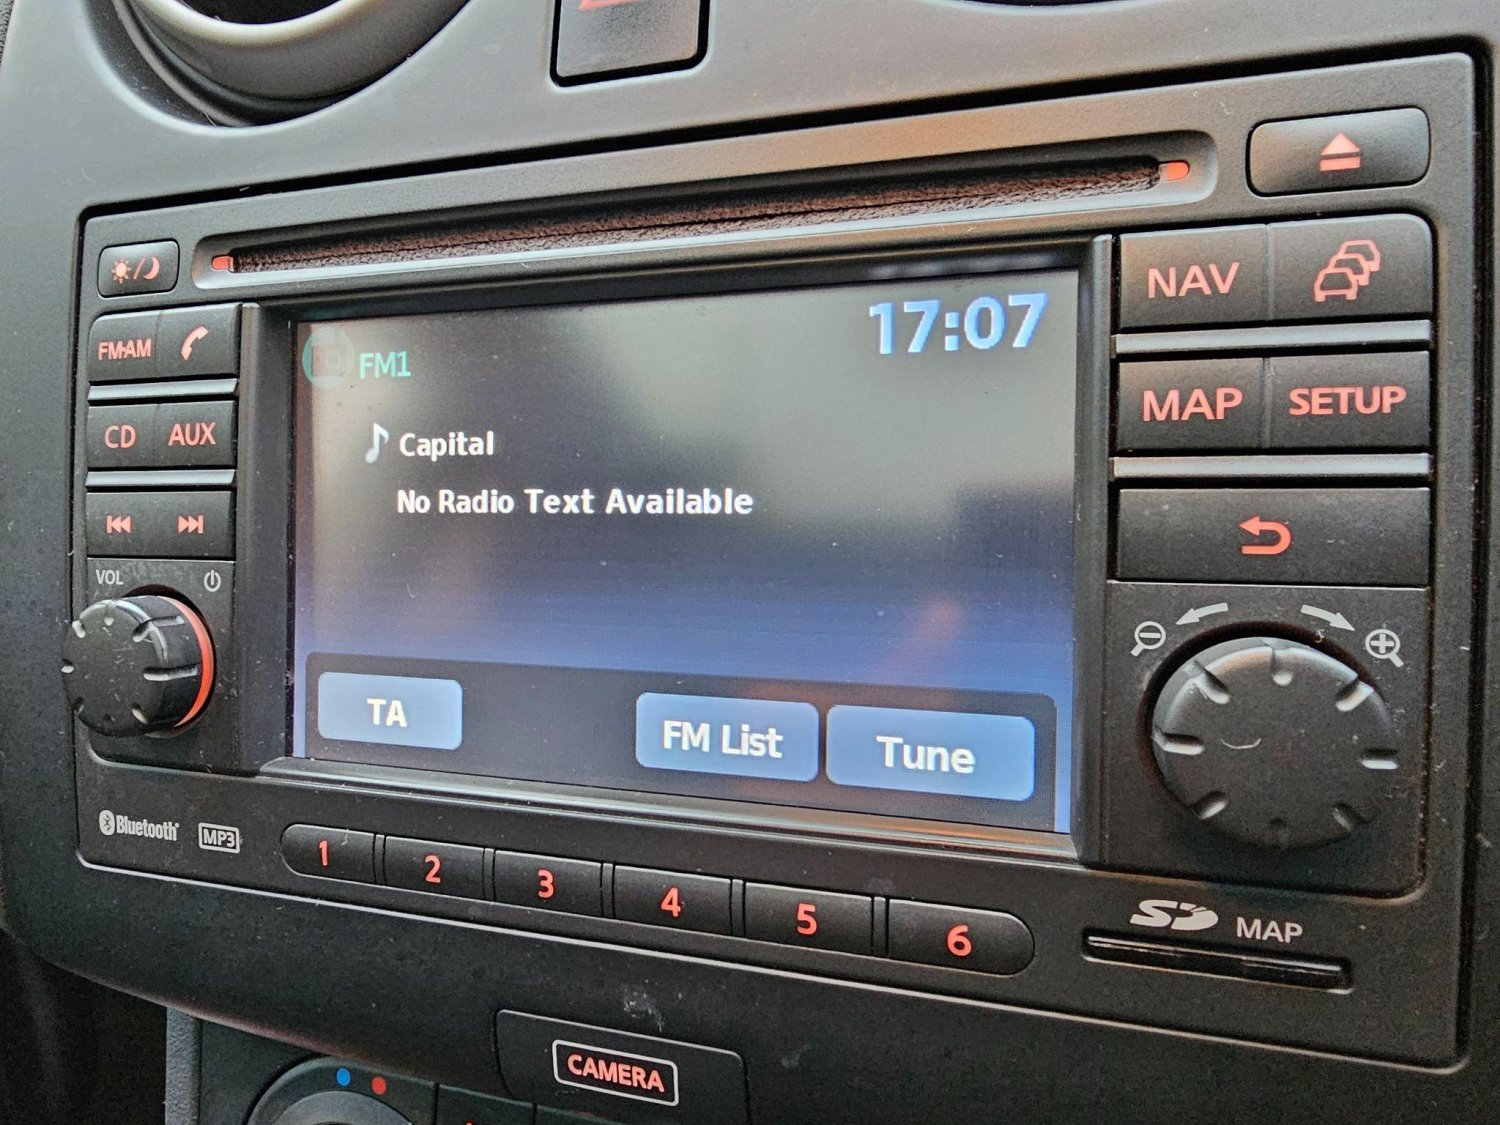 17:07
FM1
Capital
No Radio Text Available
TA
FM List
Tune
FM·AM
CD
AUX
VOL
NAV
MAP
SETUP
Bluetooth®
MP3
1
2
3
4
5
6
SD MAP
CAMERA